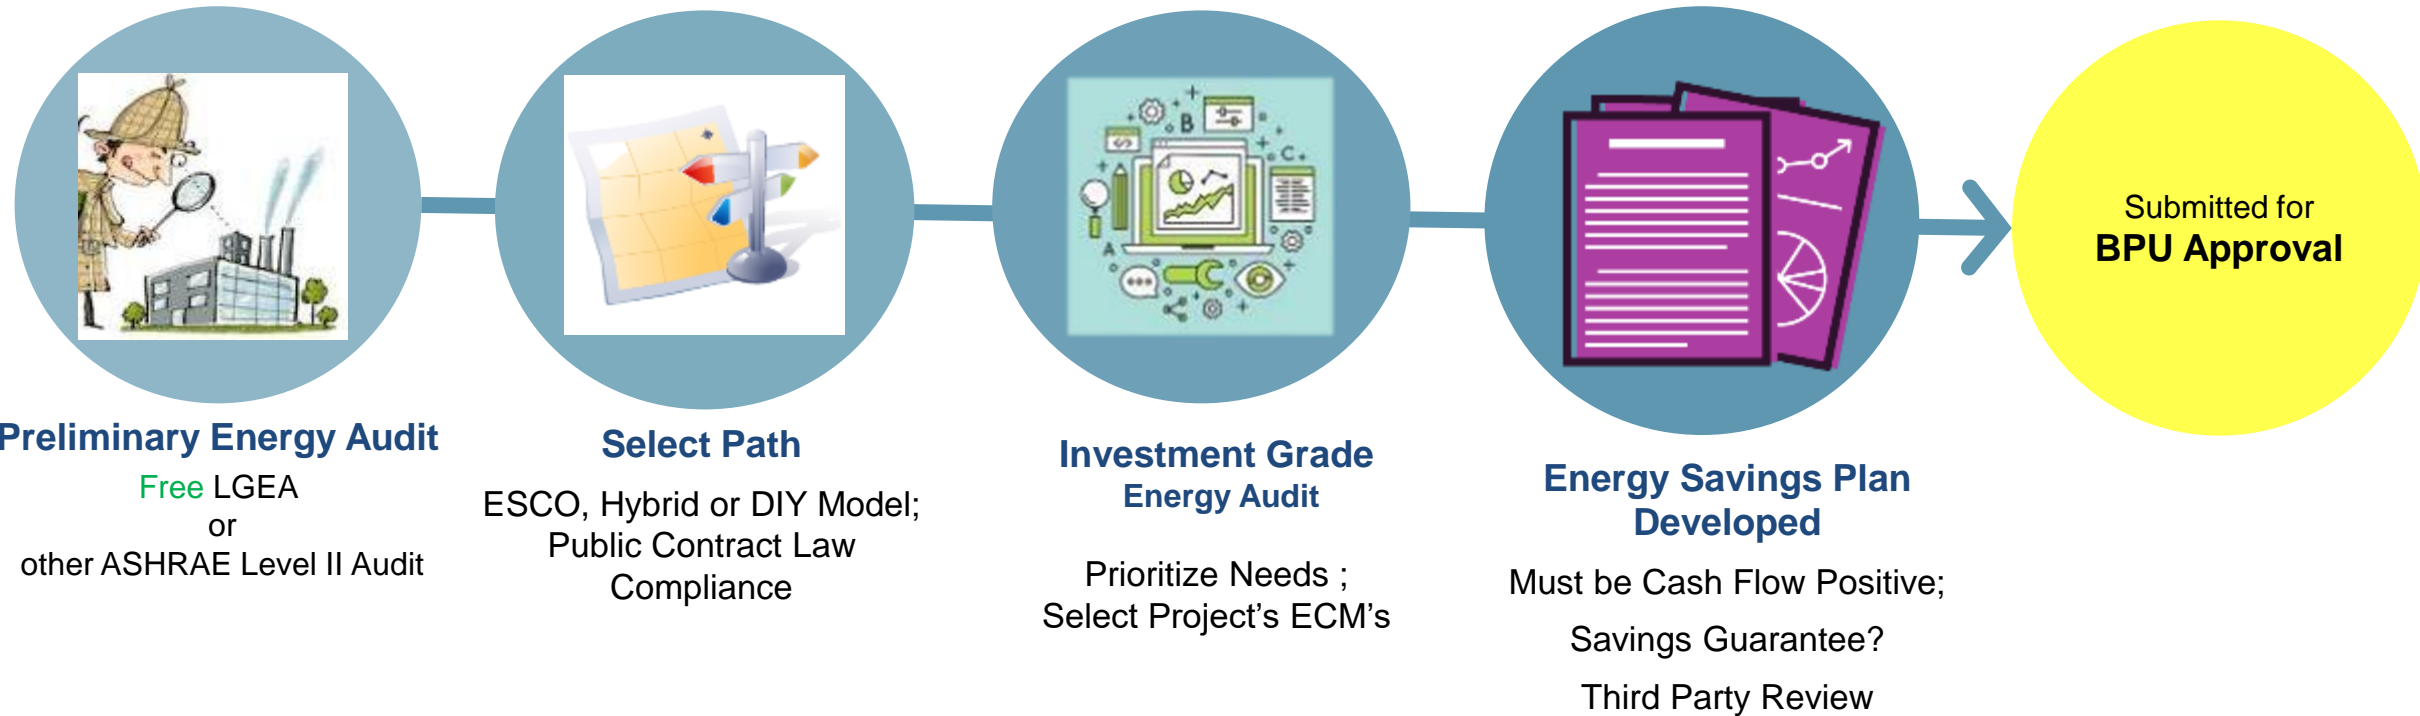 Preliminary Energy Audit
Free LGEA
or
other ASHRAE Level II Audit
Select Path
ESCO, Hybrid or DIY Model;
Public Contract Law
Compliance
B
C
A
Investment Grade
Energy Audit
Prioritize Needs ;
Select Project’s ECM’s
Energy Savings Plan
Developed
Must be Cash Flow Positive;
Savings Guarantee?
Third Party Review
Submitted for
BPU Approval